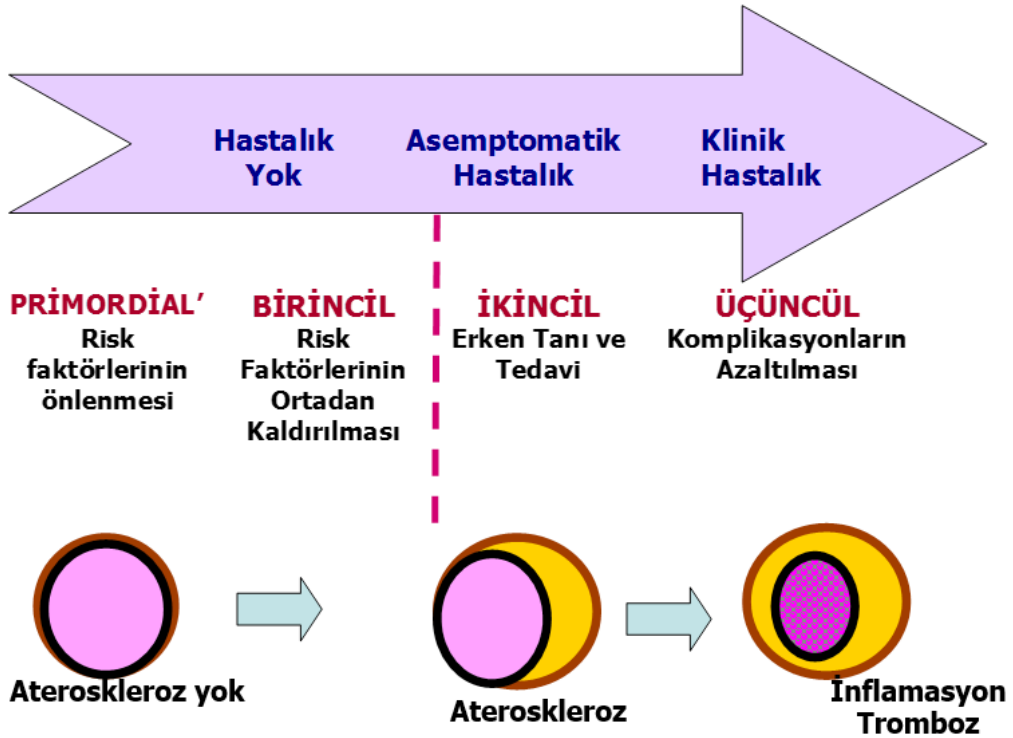 Hastalık
Yok
Asemptomatik
Hastalık
Klinik
Hastalık
PRİMORDİAL’
Risk
faktörlerinin
önlenmesi
BİRİNCİL
Risk
Faktörlerinin
Ortadan
Kaldırılması
İKİNCİL
Erken Tanı ve
Tedavi
ÜÇÜNCÜL
Komplikasyonların
Azaltılması
Ateroskleroz yok
Ateroskleroz
İnflamasyon
Tromboz